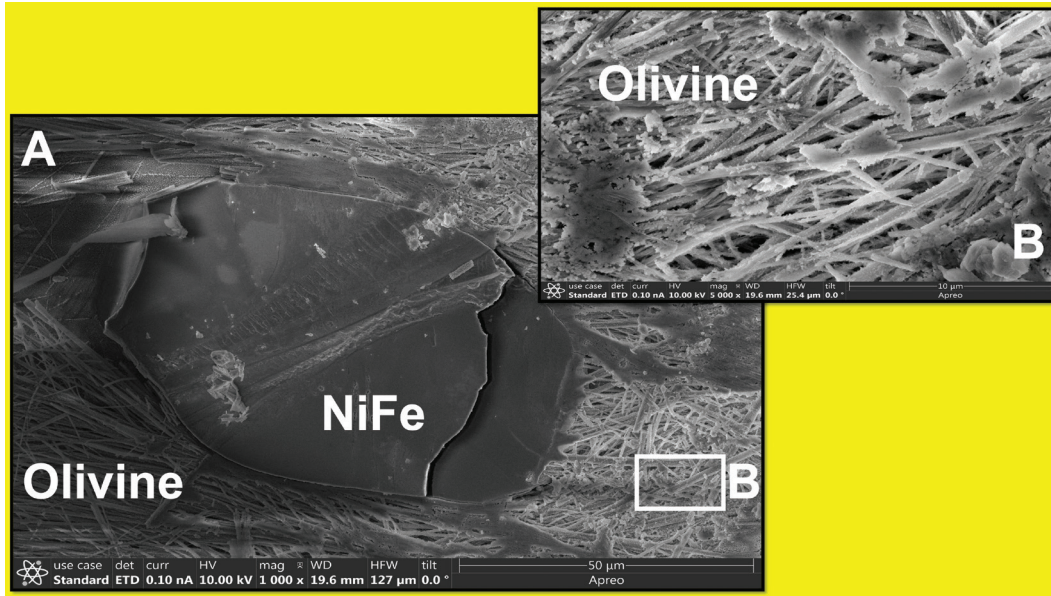 A
NiFe
Olivine
B
use case det curr HV mag WD HFW tilt 50 µm
Standard ETD 0.10 nA 10.00 kV 1 000 x 19.6 mm 127 µm 0.0 ° Apreo
Olivine
B
use case det curr HV mag WD HFW tilt 10 µm
Standard ETD 0.10 nA 10.00 kV 5 000 x 19.6 mm 25.4 µm 0.0 ° Apreo